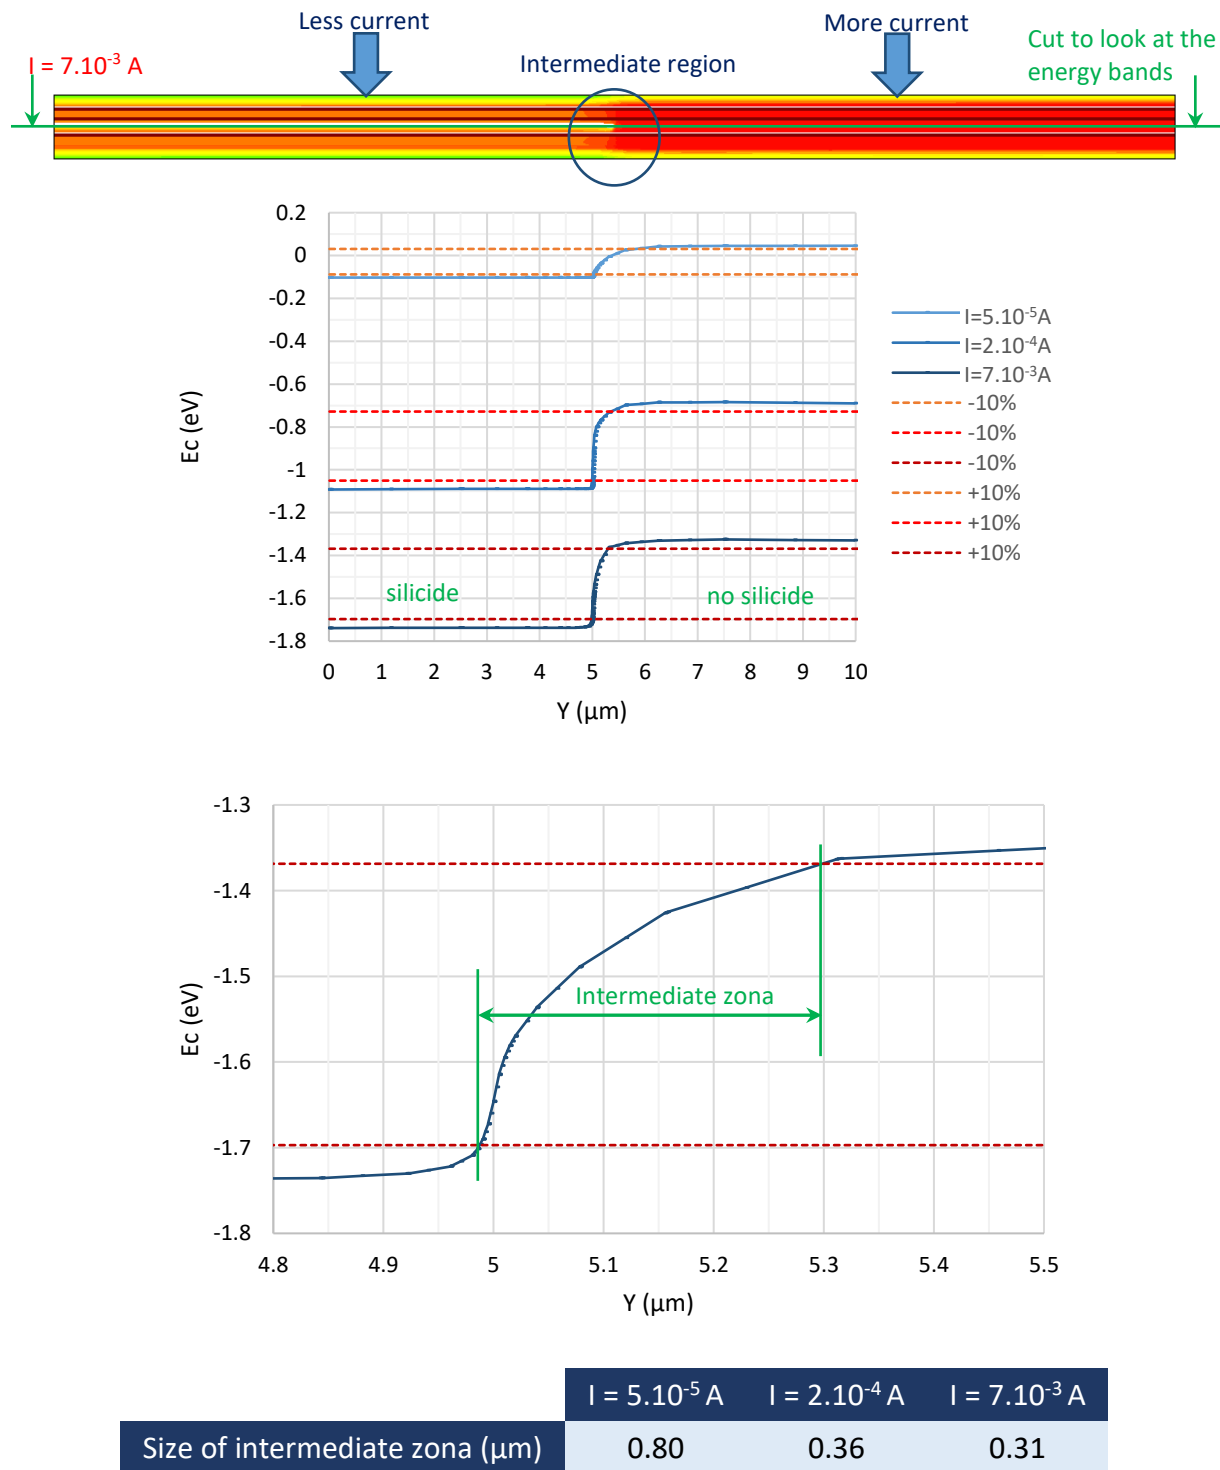 Less current
More current
I = 7.10⁻³ A
Intermediate region
Cut to look at the
energy bands
0.2
0
-0.2
-0.4
-0.6
-0.8
-1
-1.2
-1.4
-1.6
-1.8
Ec (eV)
silicide
no silicide
0 1 2 3 4 5 6 7 8 9 10
Y (µm)
I=5.10⁻⁵A
I=2.10⁻⁴A
I=7.10⁻³A
-10%
-10%
-10%
+10%
+10%
+10%
-1.3
-1.4
-1.5
-1.6
-1.7
-1.8
Ec (eV)
Intermediate zona
4.8 4.9 5 5.1 5.2 5.3 5.4 5.5
Y (µm)
I = 5.10⁻⁵ A I = 2.10⁻⁴ A I = 7.10⁻³ A
Size of intermediate zona (µm) 0.80 0.36 0.31